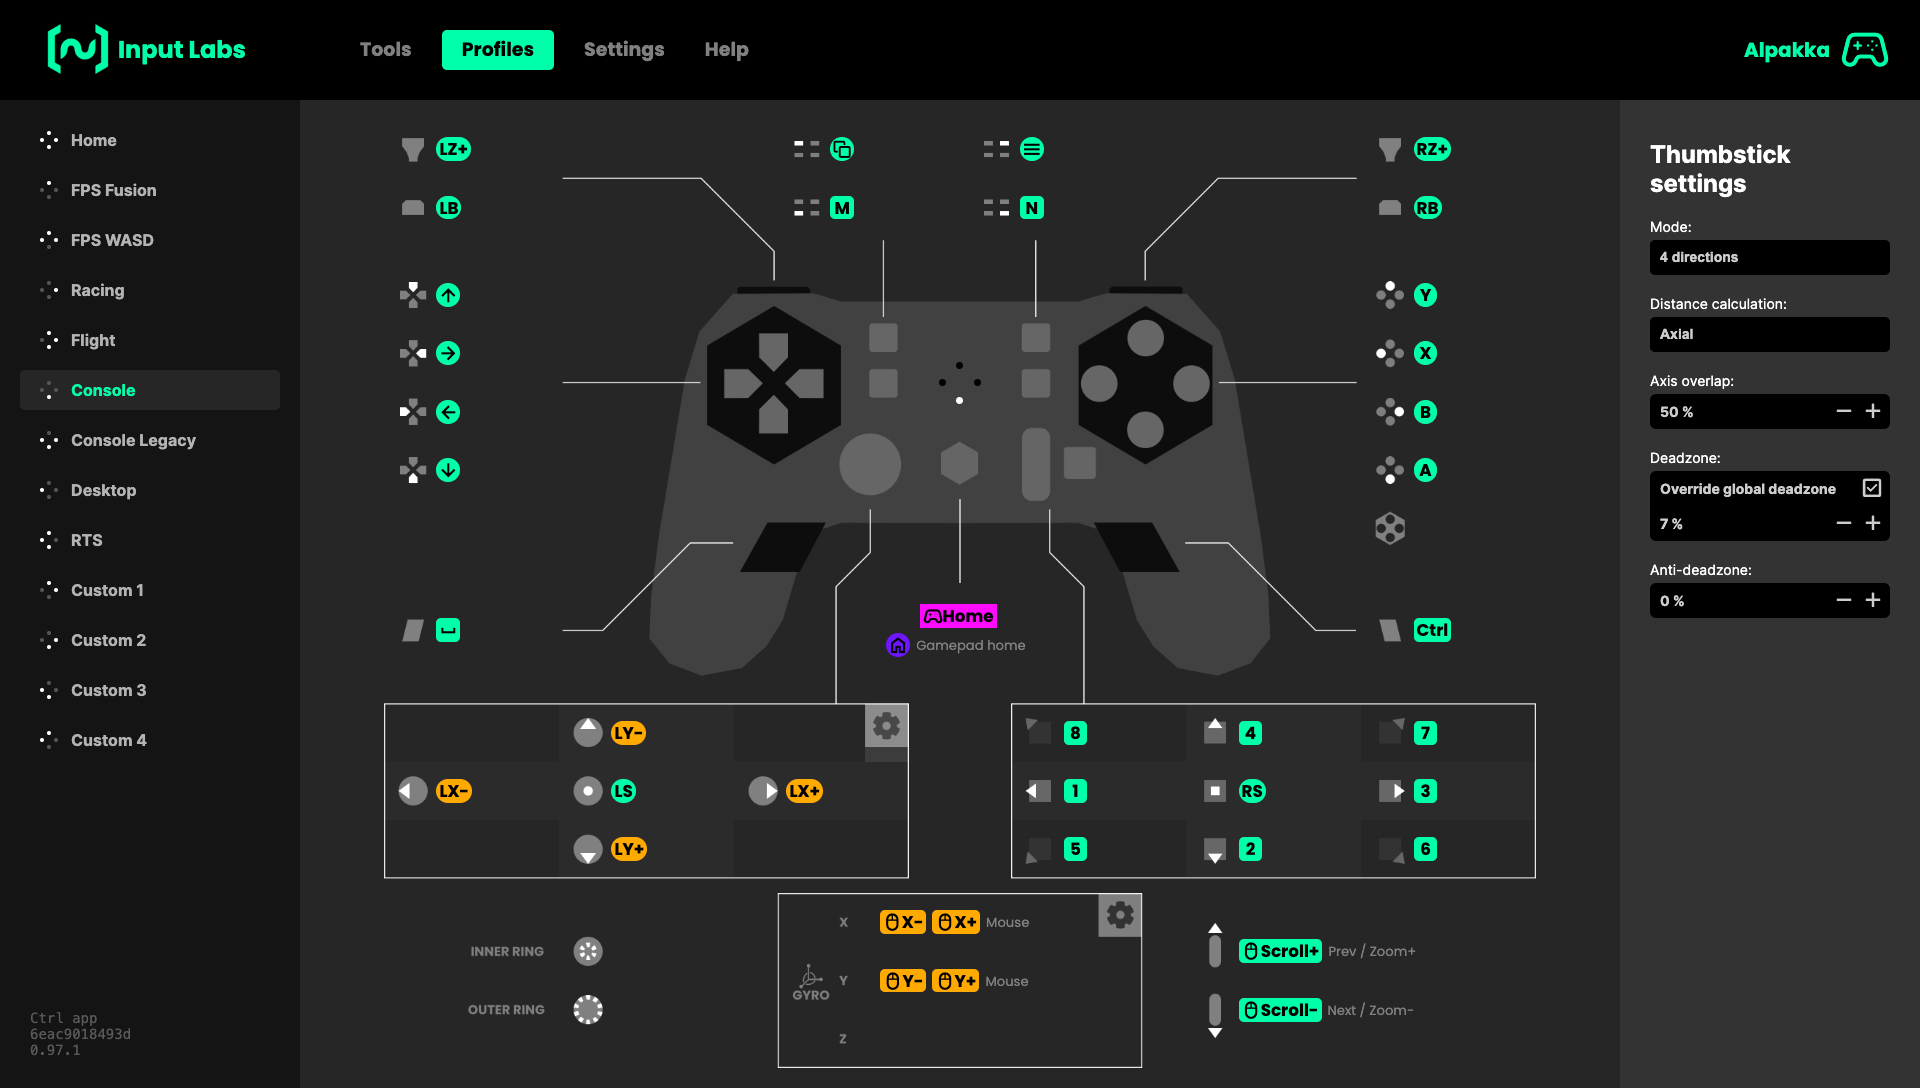 Input Labs
Tools
Profiles
Settings
Help
Alpakka
Home
FPS Fusion
FPS WASD
Racing
Flight
Console
Console Legacy
Desktop
RTS
Custom 1
Custom 2
Custom 3
Custom 4
Ctrl app
6eac9018493d
0.97.1
LZ+
LB
M
N
RZ+
RB
Y
X
B
A
Ctrl
Home
Gamepad home
LY-
LX-
LS
LX+
LY+
8
4
7
1
RS
3
5
2
6
INNER RING
OUTER RING
GYRO
X
X- X+ Mouse
Y
Y- Y+ Mouse
Z
Scroll+ Prev / Zoom+
Scroll- Next / Zoom-
Thumbstick
settings
Mode:
4 directions
Distance calculation:
Axial
Axis overlap:
50 %
Deadzone:
Override global deadzone
7 %
Anti-deadzone:
0 %